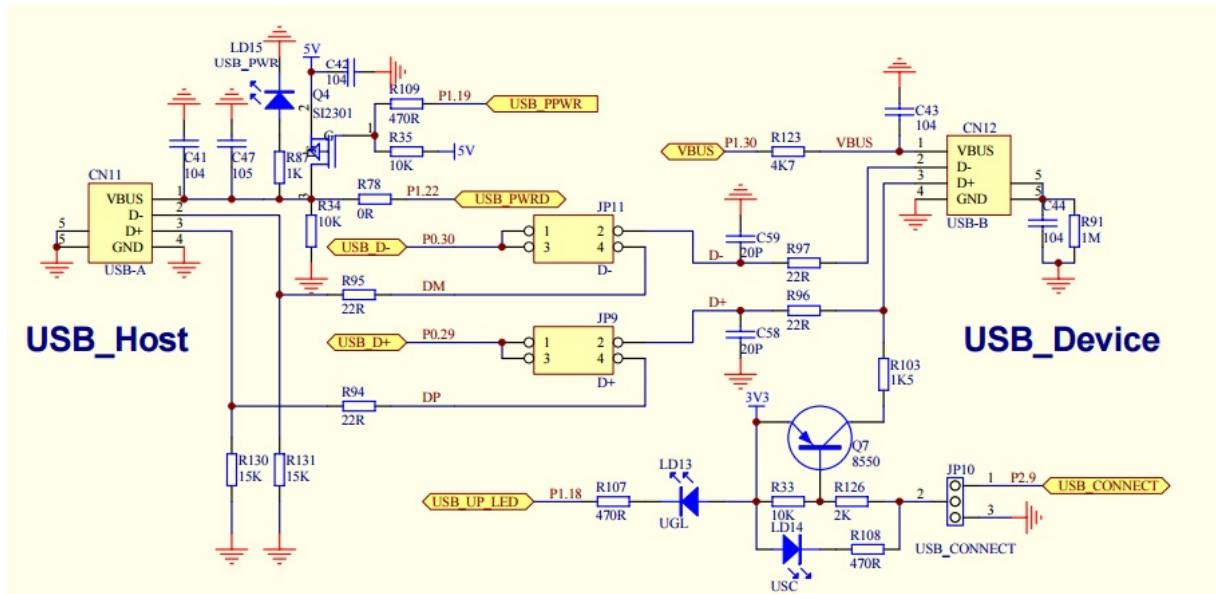 LD15
USB_PWR
5V
C42
104
Q4
SI2301
2
G
1
3
R109
470R
P1.19
USB_PPWR
R35
10K
5V
C41
104
C47
105
R87
1K
CN11
VBUS
D-
D+
GND
1
2
3
4
5
5
USB-A
R34
10K
R78
0R
P1.22
USB_PWRD
USB_D-
P0.30
JP11
1
3
2
4
D-
R95
22R
DM
USB_Host
USB_D+
P0.29
JP9
1
3
2
4
D+
R94
22R
DP
R130
15K
R131
15K
C43
104
CN12
VBUS
P1.30
R123
4K7
VBUS
1
2
3
4
VBUS
D-
D+
GND
5
5
USB-B
C44
104
R91
1M
D-
C59
20P
R97
22R
D+
R96
22R
C58
20P
USB_Device
R103
1K5
3V3
Q7
8550
LD13
UGL
USB_UP_LED
P1.18
R107
470R
R33
10K
R126
2K
LD14
USC
R108
470R
JP10
2
1
3
P2.9
USB_CONNECT
USB_CONNECT